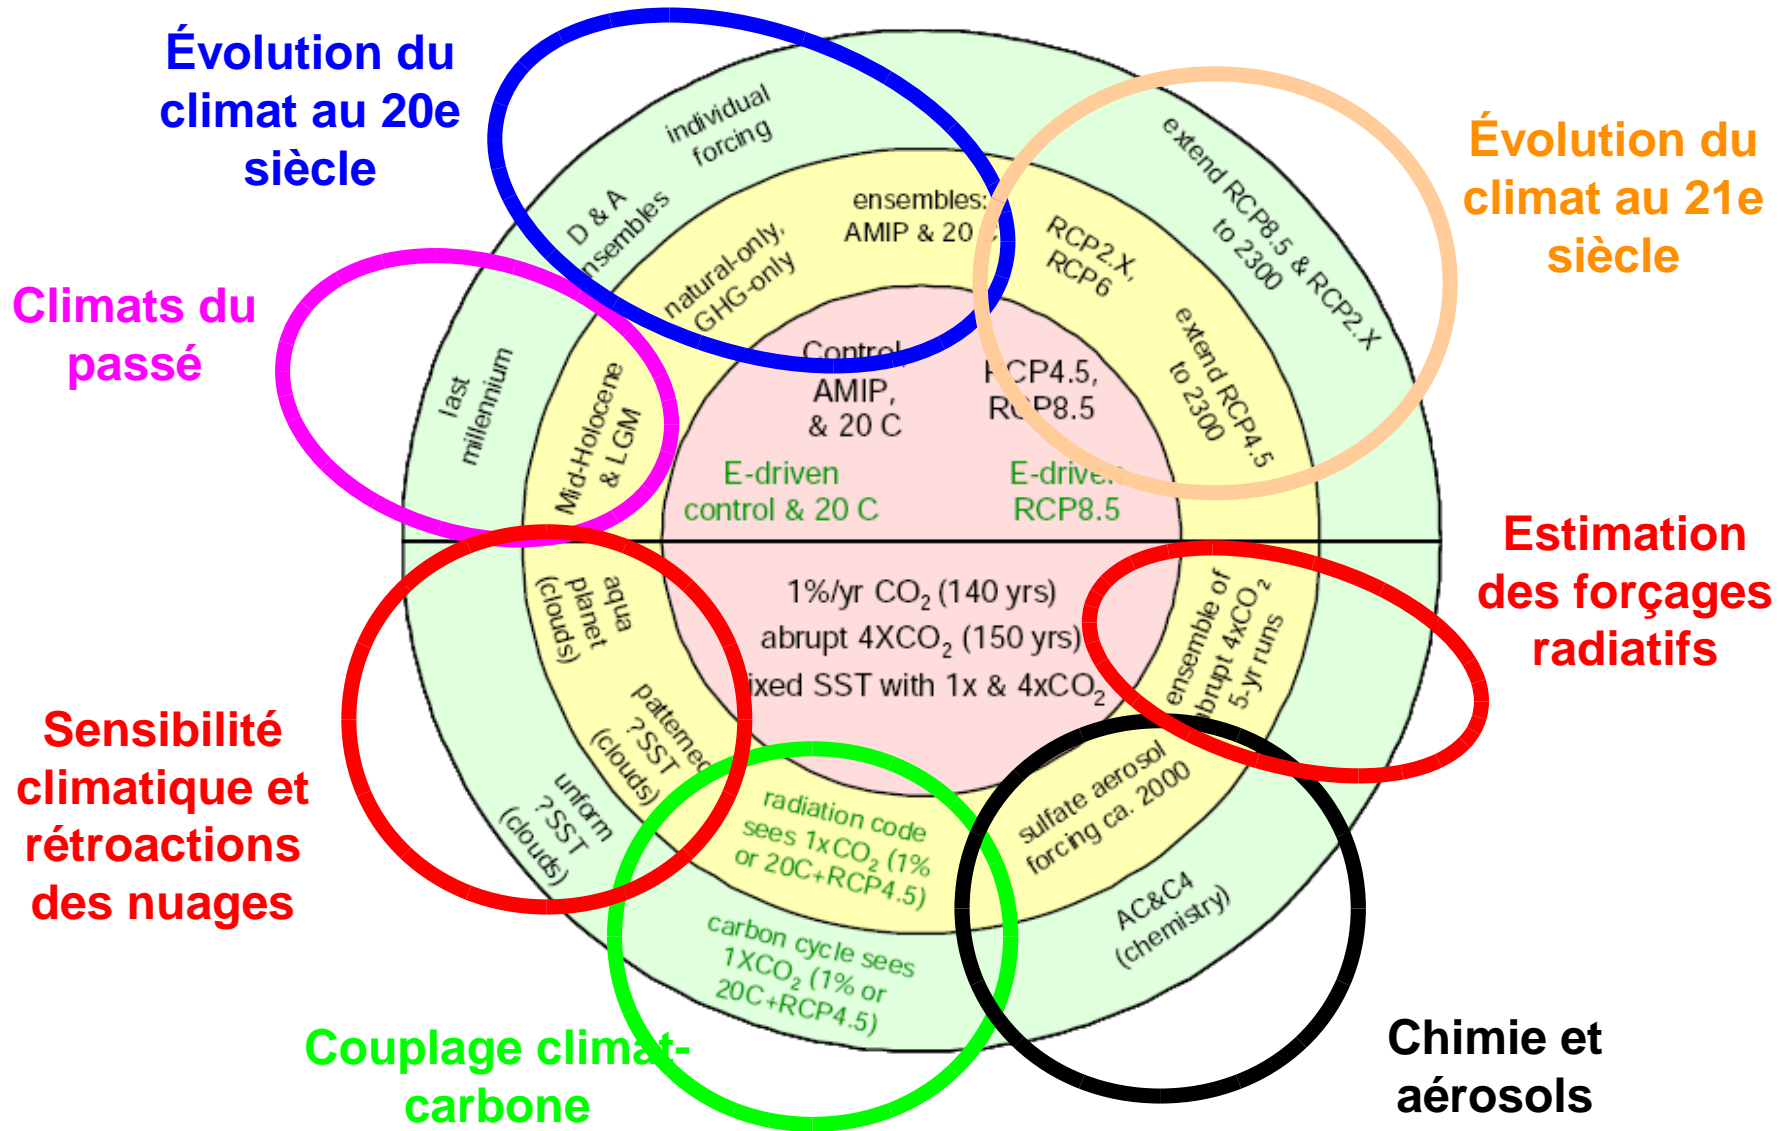 Évolution du
climat au 20e
siècle
Évolution du
climat au 21e
siècle
Climats du
passé
Estimation
des forçages
radiatifs
Sensibilité
climatique et
rétroactions
des nuages
Couplage climat-
carbone
Chimie et
aérosols
individual
forcing
D & A
nsembles
extend RCP8.5 & RCP2.X
to 2300
last
millennium
natural-only,
GHG-only
ensembles:
AMIP & 20 C
RCP2.X,
RCP6
extend RCP4.5
to 2300
Mid-Holocene
& LGM
Control,
AMIP,
& 20 C
RCP4.5,
RCP8.5
E-driven
control & 20 C
E-driven
RCP8.5
1%/yr CO₂ (140 yrs)
abrupt 4XCO₂ (150 yrs)
ixed SST with 1x & 4xCO₂
aqua
planet
(clouds)
patterned
?SST
(clouds)
unform
?SST
(clouds)
radiation code
sees 1xCO₂ (1%
or 20C+RCP4.5)
carbon cycle sees
1XCO₂ (1% or
20C+RCP4.5)
ensemble of
abrupt 4xCO₂
5-yr runs
sulfate aerosol
forcing ca. 2000
AC&C4
(chemistry)